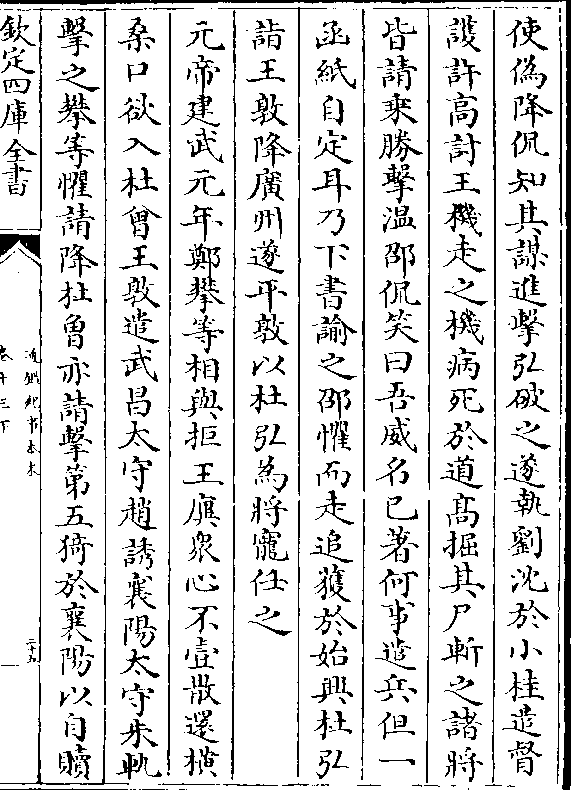 使偽降侃知其謀進擊弘破之遂執劉沈於小桂遣督
護許高討王機走之機病死於道髙掘其尸斬之諸將
皆請乘勝擊温邵侃笑曰吾威名已著何事遣兵但一
函紙自定耳乃下書諭之邵懼而走追獲於始興杜弘
詣王敦降廣州遂平敦以杜弘為將寵任之
元帝建武元年鄭攀等相與拒王廙衆心不壹散還横
桑口欲入杜曾王敦遣武昌太守趙誘襄陽太守朱軌
擊之攀等懼請降杜曾亦請擊第五猗於襄陽以自贖
欽定四庫全書
通鑑紀事本末
卷十三下
二十五